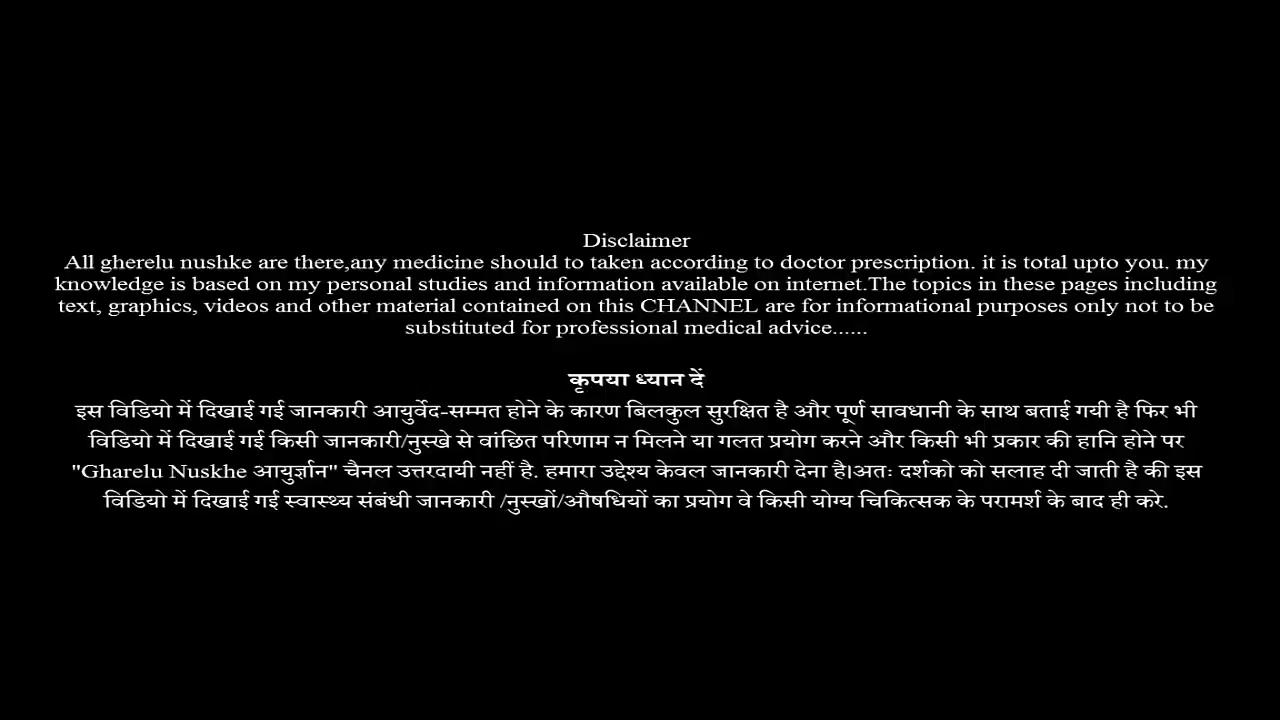 Disclaimer
All gherelu nushke are there,any medicine should to taken according to doctor prescription. it is total upto you. my
knowledge is based on my personal studies and information available on internet.The topics in these pages including
text, graphics, videos and other material contained on this CHANNEL are for informational purposes only not to be
substituted for professional medical advice......
कृपया ध्यान दें
इस विडियो में दिखाई गई जानकारी आयुर्वेद-सम्मत होने के कारण बिलकुल सुरक्षित है और पूर्ण सावधानी के साथ बताई गयी है फिर भी
विडियो में दिखाई गई किसी जानकारी/नुस्खे से वांछित परिणाम न मिलने या गलत प्रयोग करने और किसी भी प्रकार की हानि होने पर
"Gharelu Nuskhe आयुर्ज्ञान" चैनल उत्तरदायी नहीं है. हमारा उद्देश्य केवल जानकारी देना है।अतः दर्शको को सलाह दी जाती है की इस
विडियो में दिखाई गई स्वास्थ्य संबंधी जानकारी /नुस्खों/औषधियों का प्रयोग वे किसी योग्य चिकित्सक के परामर्श के बाद ही करे.